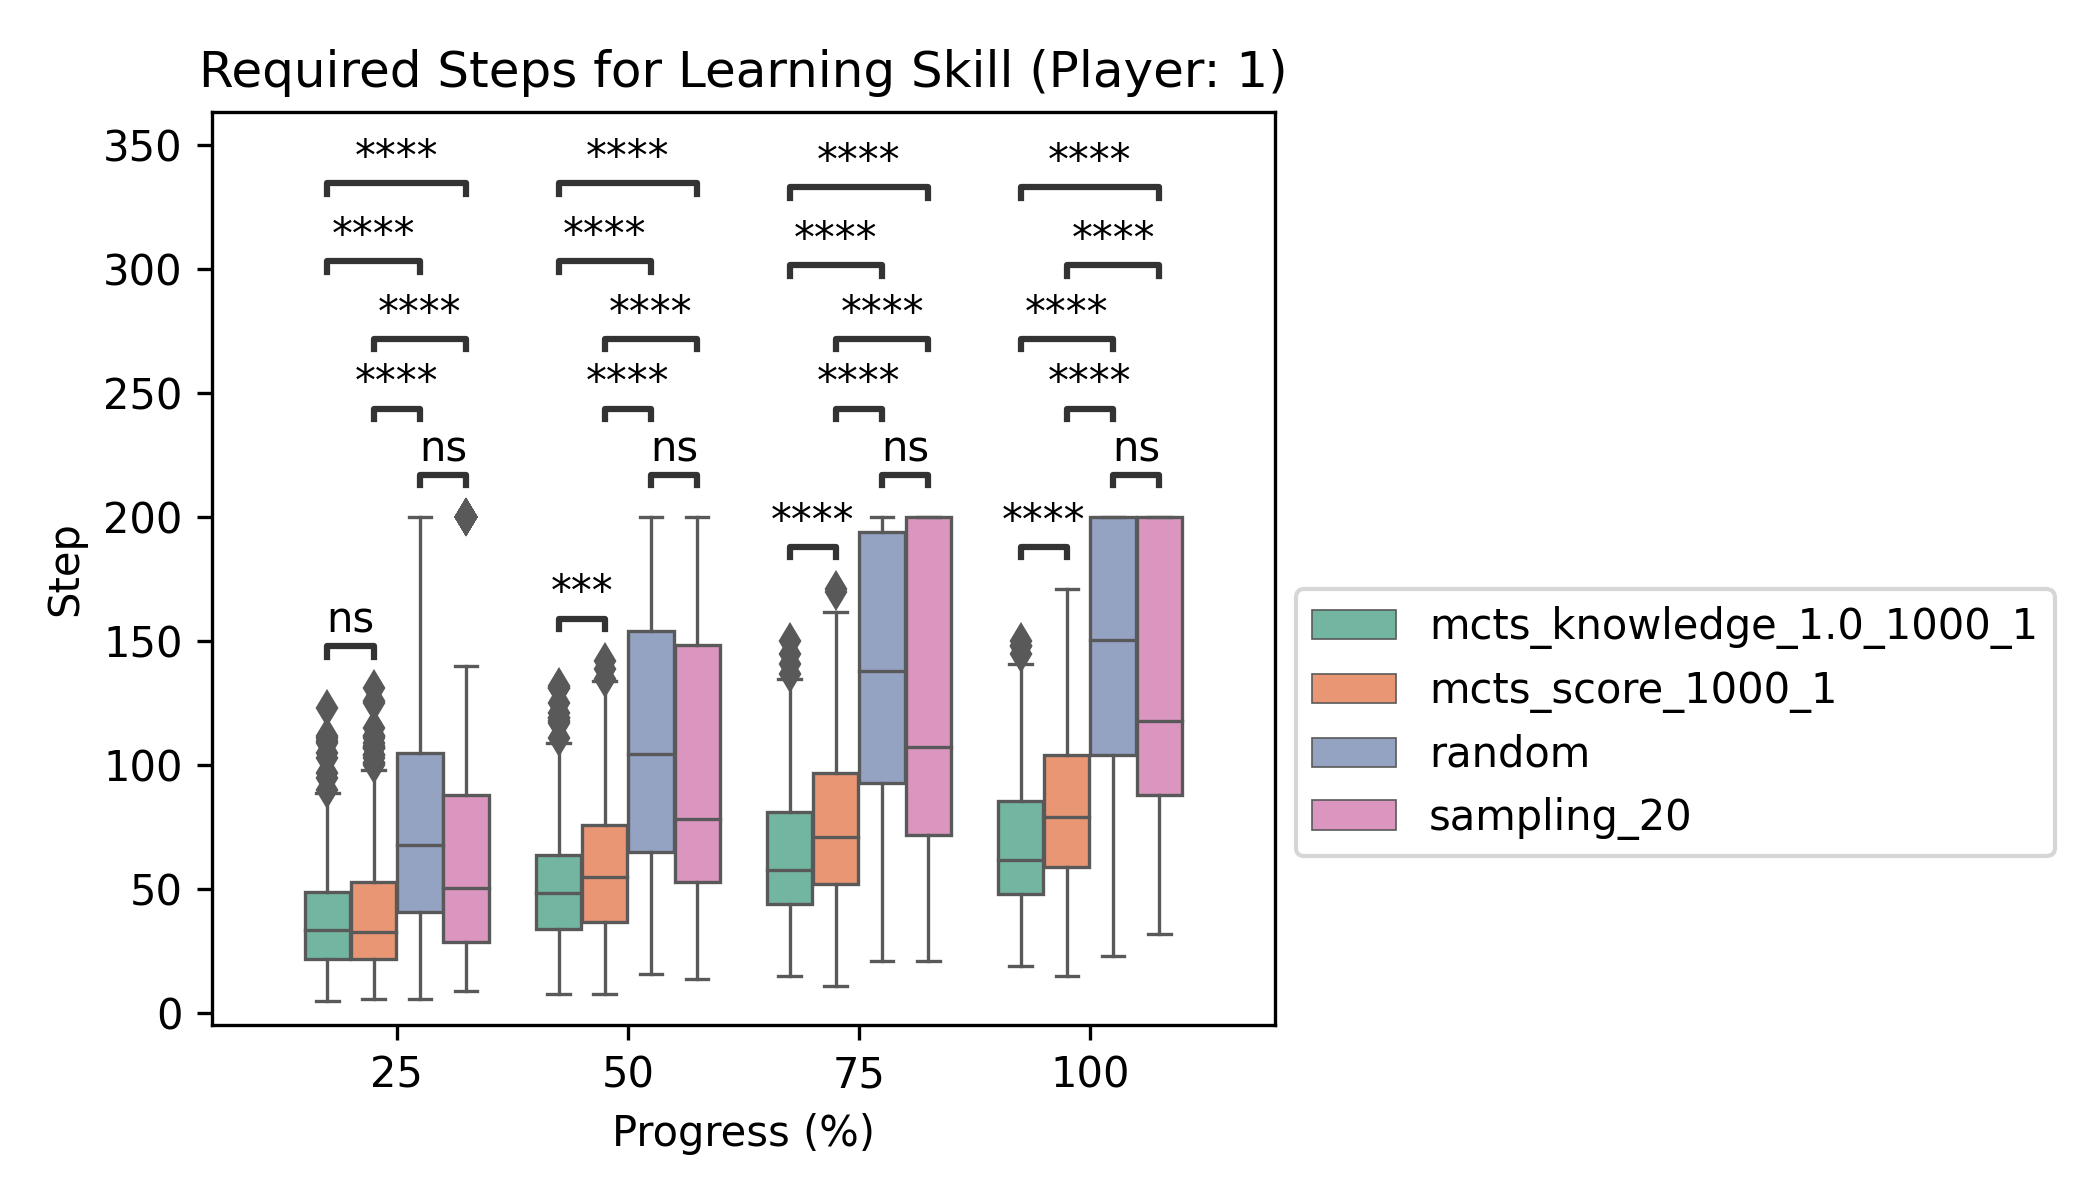 Required Steps for Learning Skill (Player: 1)
350
300
250
200
150
100
50
0
Step
**** **** **** ****
**** **** **** ****
**** **** **** ****
**** **** **** ****
ns ns ns ns
**** ****
***
ns
25 50 75 100
Progress (%)
mcts_knowledge_1.0_1000_1
mcts_score_1000_1
random
sampling_20